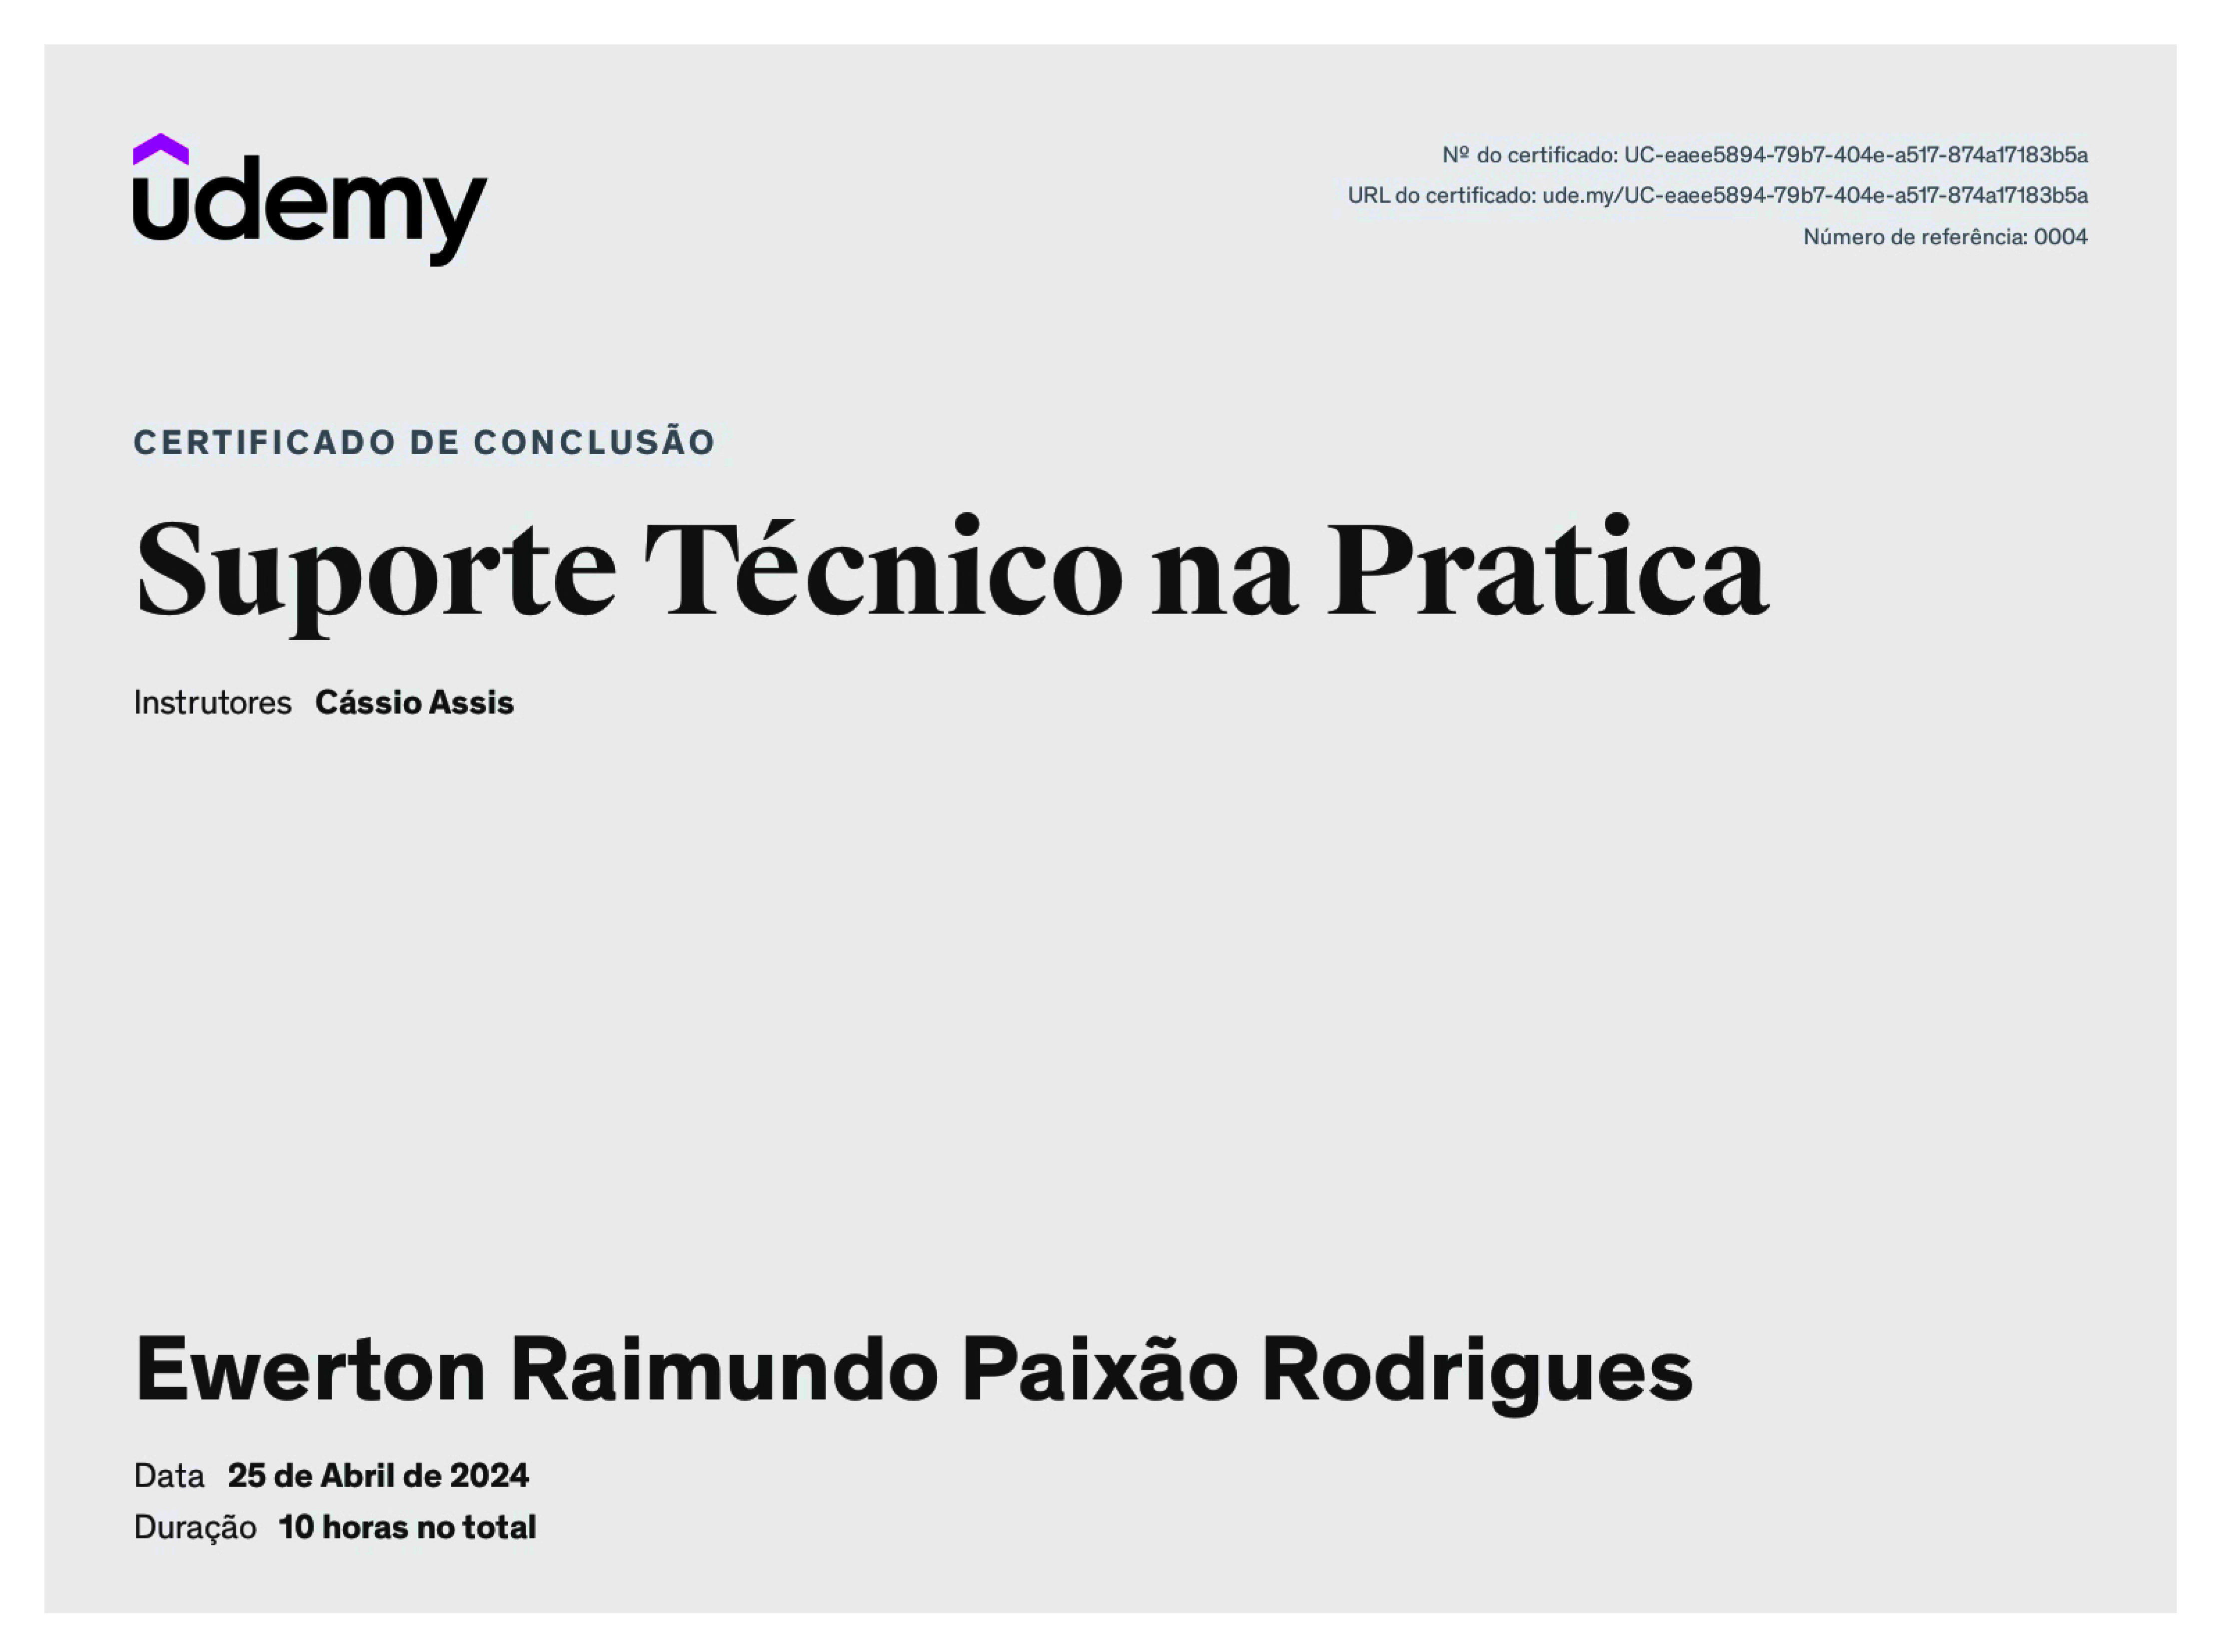 udemy
Nº do certificado: UC-eaee5894-79b7-404e-a517-874a17183b5a
URL do certificado: ude.my/UC-eaee5894-79b7-404e-a517-874a17183b5a
Número de referência: 0004
CERTIFICADO DE CONCLUSÃO
Suporte Técnico na Pratica
Instrutores Cássio Assis
Ewerton Raimundo Paixão Rodrigues
Data 25 de Abril de 2024
Duração 10 horas no total